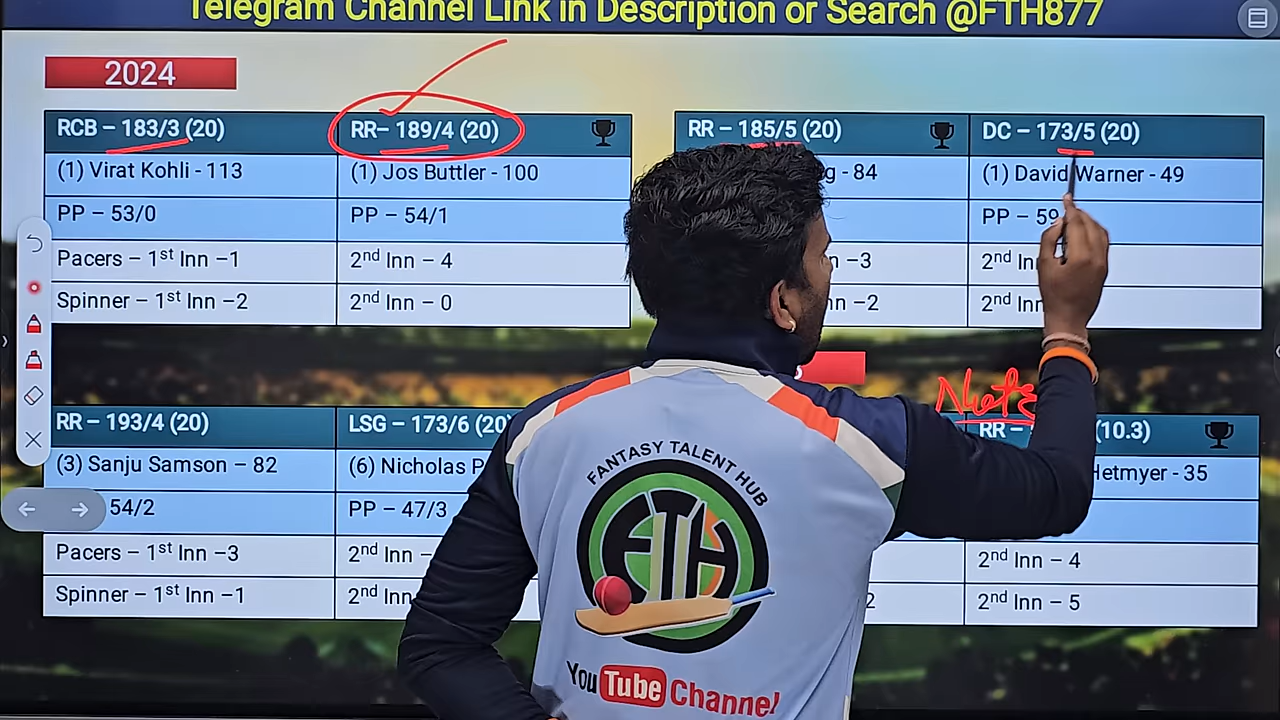 Telegram Channel Link in Description or Search @FTH877
2024
RCB – 183/3 (20)
RR– 189/4 (20)
(1) Virat Kohli - 113
(1) Jos Buttler - 100
PP – 53/0
PP – 54/1
Pacers – 1st Inn –1
2nd Inn – 4
Spinner – 1st Inn –2
2nd Inn – 0
RR – 185/5 (20)
DC – 173/5 (20)
g - 84
(1) David Warner - 49
PP – 59
–3
2nd
–2
2nd
RR – 193/4 (20)
LSG – 173/6 (20)
(3) Sanju Samson – 82
(6) Nicholas P
54/2
PP – 47/3
Pacers – 1st Inn –3
2nd Inn –
Spinner – 1st Inn –1
2nd Inn
RR –
(10.3)
Hetmyer - 35
2nd Inn – 4
2
2nd Inn – 5
FANTASY TALENT HUB
FTH
YouTube Channel